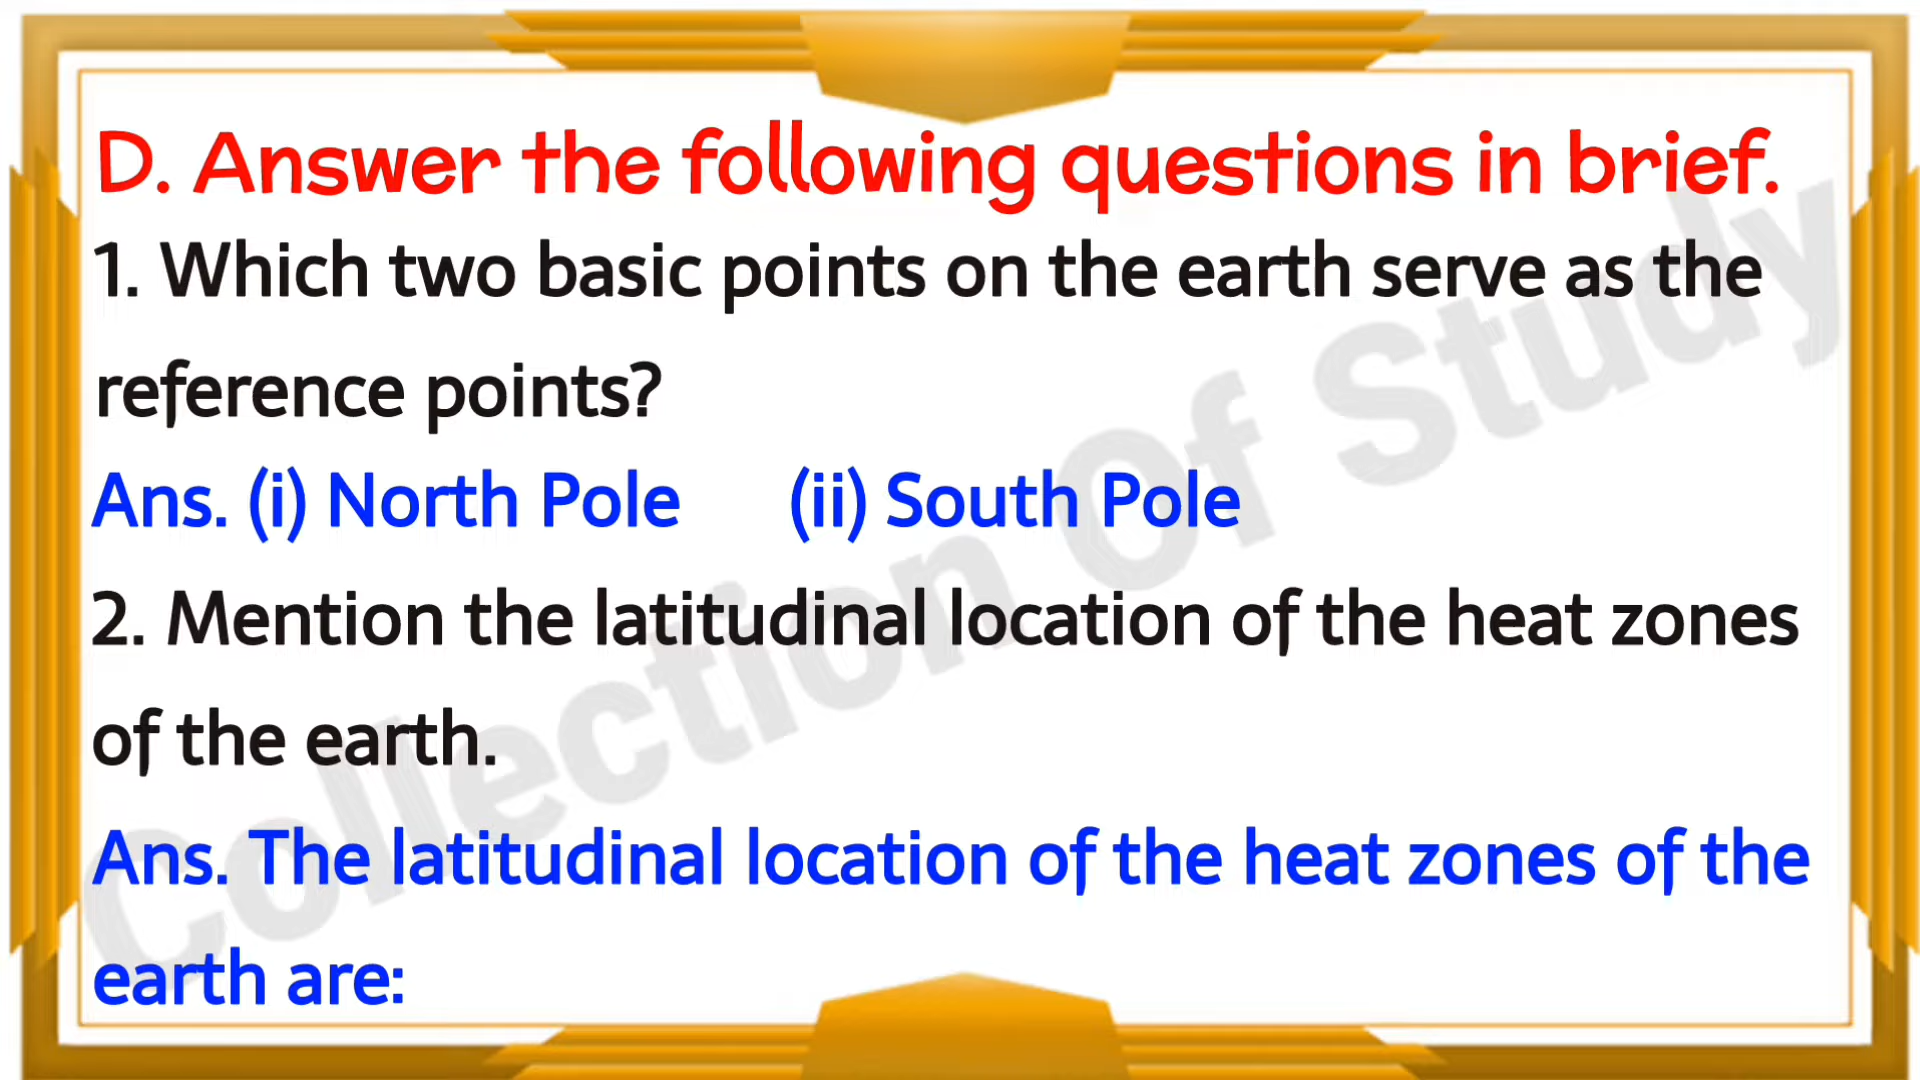 D. Answer the following questions in brief.
1. Which two basic points on the earth serve as the
reference points?
Ans. (i) North Pole (ii) South Pole
2. Mention the latitudinal location of the heat zones
of the earth.
Ans. The latitudinal location of the heat zones of the
earth are:
Collection Of Study